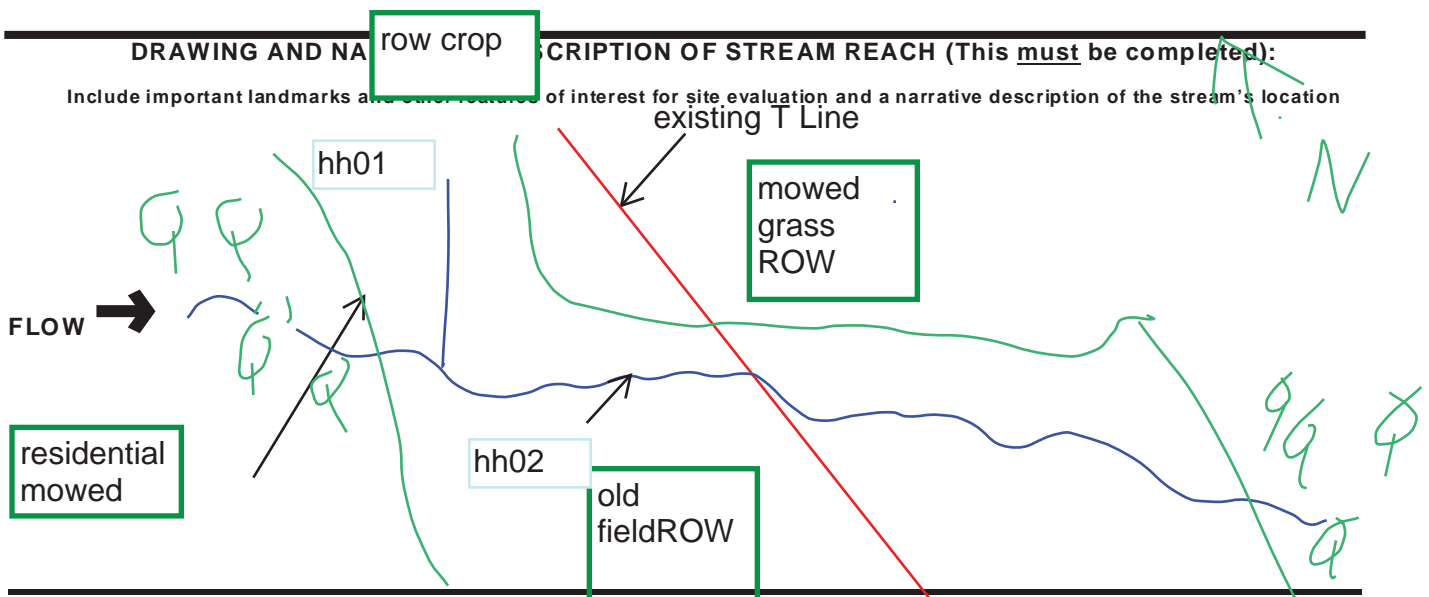 row crop
DRAWING AND NA SCRIPTION OF STREAM REACH (This must be completed):
Include important landmarks and other features of interest for site evaluation and a narrative description of the stream's location
existing T Line
hh01
mowed
grass
ROW
N
FLOW
residential
mowed
hh02
old
fieldROW